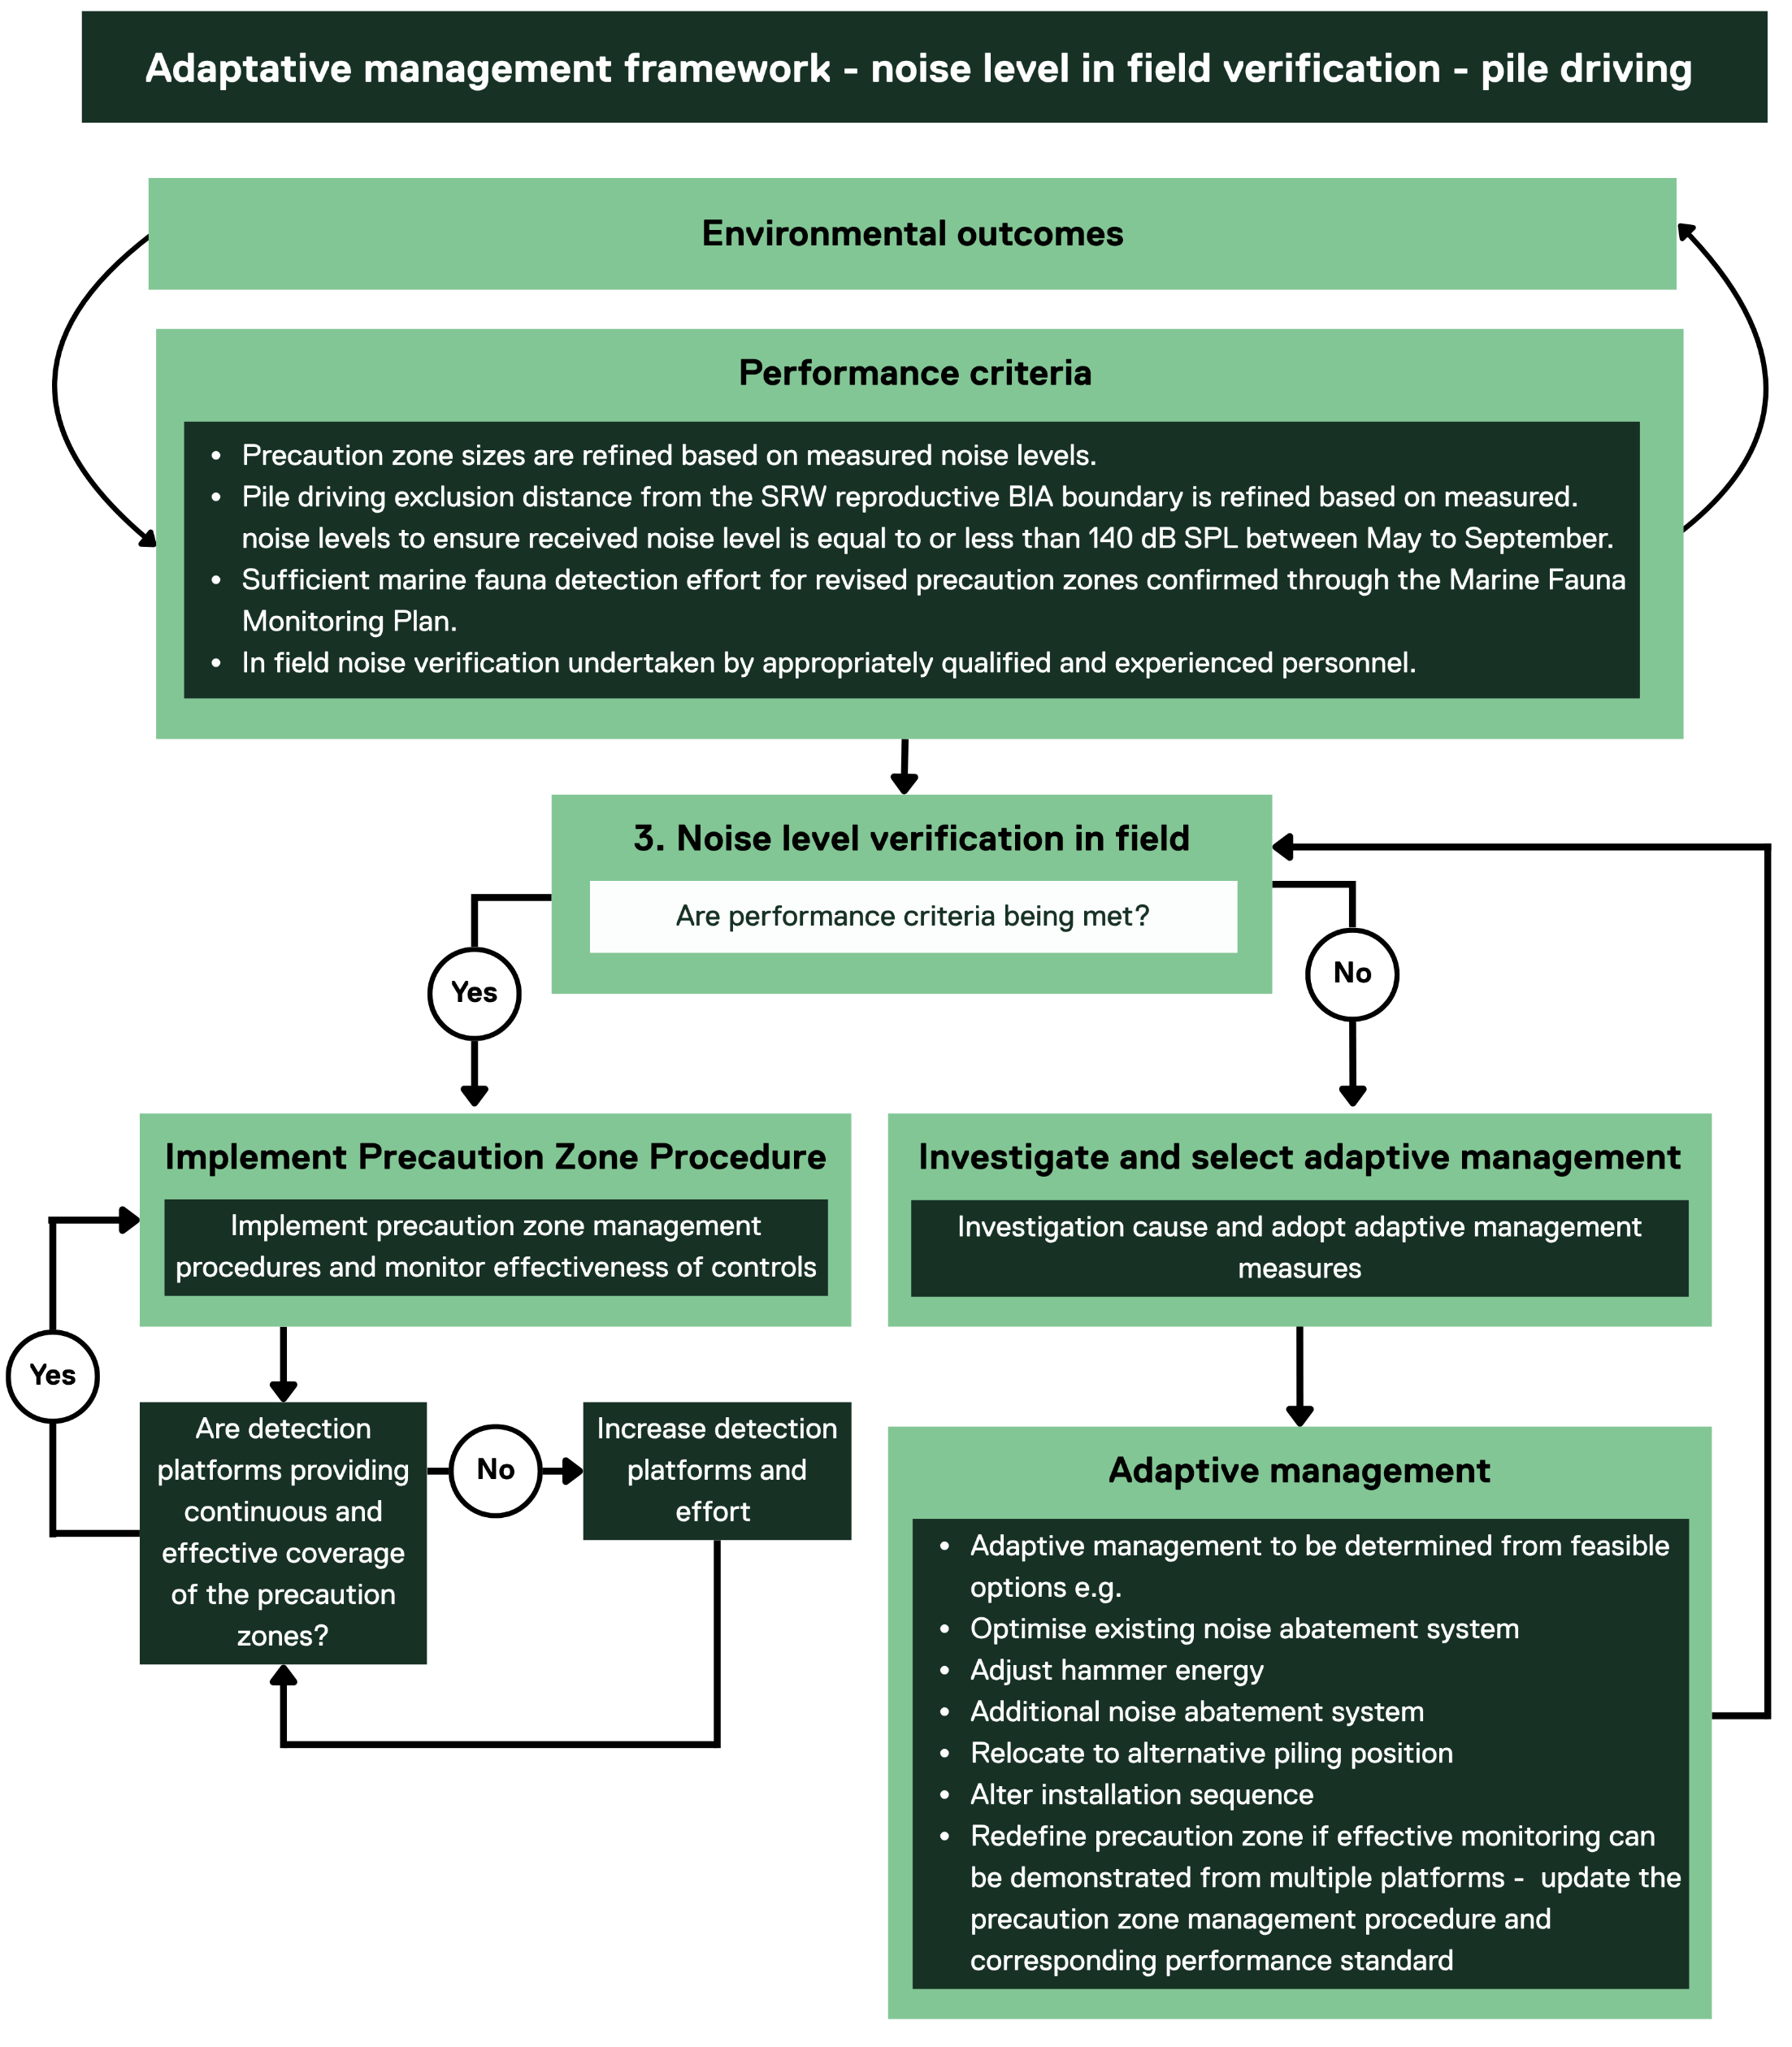 Adaptative management framework - noise level in field verification - pile driving
Environmental outcomes
Performance criteria
• Precaution zone sizes are refined based on measured noise levels.
• Pile driving exclusion distance from the SRW reproductive BIA boundary is refined based on measured.
noise levels to ensure received noise level is equal to or less than 140 dB SPL between May to September.
• Sufficient marine fauna detection effort for revised precaution zones confirmed through the Marine Fauna
Monitoring Plan.
• In field noise verification undertaken by appropriately qualified and experienced personnel.
3. Noise level verification in field
Are performance criteria being met?
Yes
No
Implement Precaution Zone Procedure
Implement precaution zone management
procedures and monitor effectiveness of controls
Yes
Are detection
platforms providing
continuous and
effective coverage
of the precaution
zones?
No
Increase detection
platforms and
effort
Investigate and select adaptive management
Investigation cause and adopt adaptive management
measures
Adaptive management
• Adaptive management to be determined from feasible
options e.g.
• Optimise existing noise abatement system
• Adjust hammer energy
• Additional noise abatement system
• Relocate to alternative piling position
• Alter installation sequence
• Redefine precaution zone if effective monitoring can
be demonstrated from multiple platforms - update the
precaution zone management procedure and
corresponding performance standard